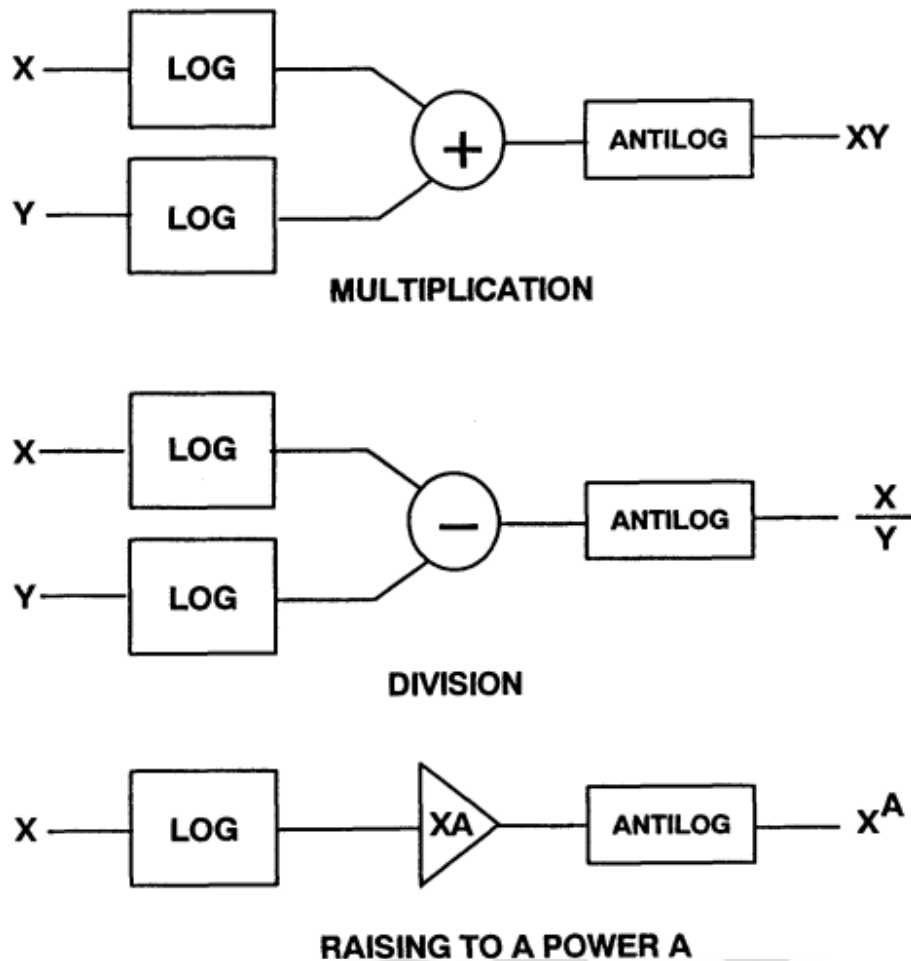 X
LOG
+
ANTILOG
XY
Y
LOG
MULTIPLICATION
X
LOG
−
ANTILOG
X
Y
Y
LOG
DIVISION
X
LOG
XA
ANTILOG
X^A
RAISING TO A POWER A